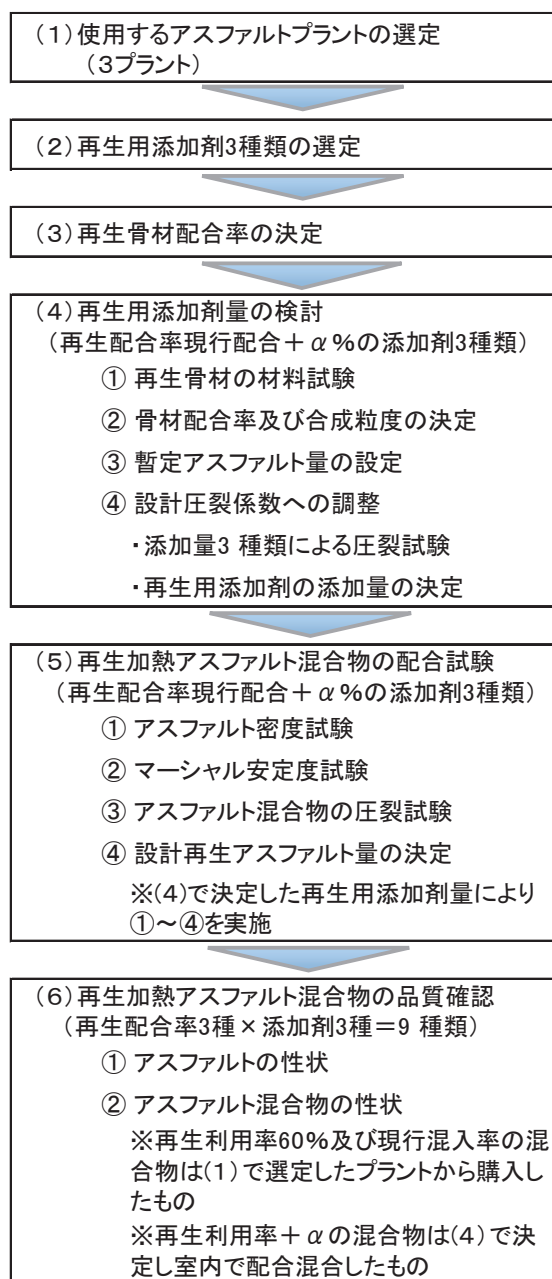 （1）使用するアスファルトプラントの選定
（3プラント）
（2）再生用添加剤3種類の選定
（3）再生骨材配合率の決定
（4）再生用添加剤量の検討
（再生配合率現行配合＋α％の添加剤3種類）
① 再生骨材の材料試験
② 骨材配合率及び合成粒度の決定
③ 暫定アスファルト量の設定
④ 設計圧裂係数への調整
・添加量3 種類による圧裂試験
・再生用添加剤の添加量の決定
（5）再生加熱アスファルト混合物の配合試験
（再生配合率現行配合＋α％の添加剤3種類）
① アスファルト密度試験
② マーシャル安定度試験
③ アスファルト混合物の圧裂試験
④ 設計再生アスファルト量の決定
※(4)で決定した再生用添加剤量により
①～④を実施
（6）再生加熱アスファルト混合物の品質確認
（再生配合率3種×添加剤3種＝9 種類）
① アスファルトの性状
② アスファルト混合物の性状
※再生利用率60%及び現行混入率の混
合物は(1)で選定したプラントから購入し
たもの
※再生利用率＋αの混合物は(4)で決
定し室内で配合混合したもの